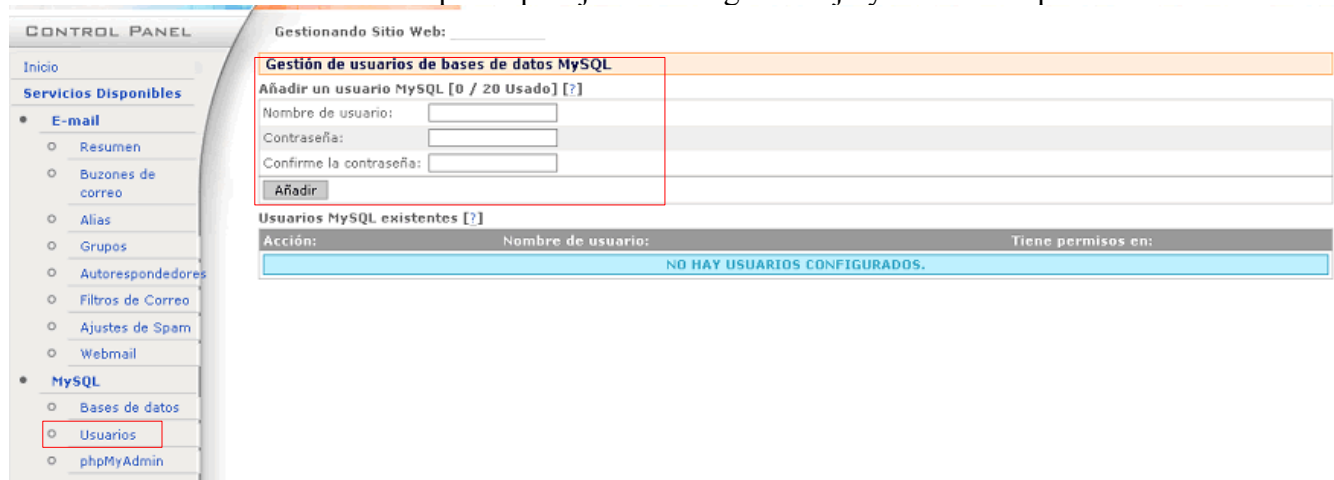 CONTROL PANEL
Inicio
Servicios Disponibles
E-mail
Resumen
Buzones de
correo
Alias
Grupos
Autorespondedores
Filtros de Correo
Ajustes de Spam
Webmail
MySQL
Bases de datos
Usuarios
phpMyAdmin
Gestionando Sitio Web:
Gestión de usuarios de bases de datos MySQL
Añadir un usuario MySQL [0 / 20 Usado] [?]
Nombre de usuario:
Contraseña:
Confirme la contraseña:
Añadir
Usuarios MySQL existentes [?]
Acción: Nombre de usuario: Tiene permisos en:
NO HAY USUARIOS CONFIGURADOS.